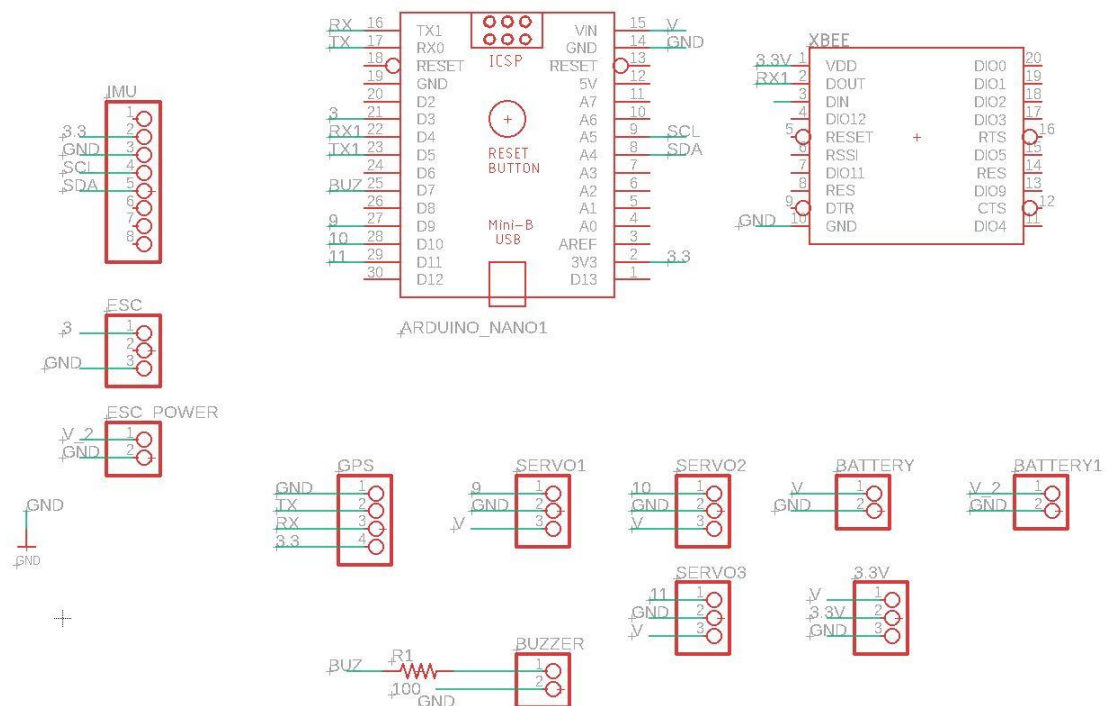 IMU
1
3.3 2
GND 3
SCL 4
SDA 5
6
7
8
ESC
3 1
2
GND 3
ESC_POWER
V_2 1
GND 2
GND
GND
RX 16 TX1
TX 17 RX0
18 RESET
19 GND
20 D2
3 21 D3
RX1 22 D4
TX1 23 D5
24 D6
BUZ 25 D7
26 D8
9 27 D9
10 28 D10
11 29 D11
30 D12
ICSP
RESET
BUTTON
Mini-B
USB
VIN 15 V
GND 14 GND
RESET 13
5V 12
A7 11
A6 10
A5 9 SCL
A4 8 SDA
A3 7
A2 6
A1 5
A0 4
AREF 3
3V3 2 3.3
D13 1
ARDUINO_NANO1
XBEE
3.3V 1 VDD
RX1 2 DOUT
3 DIN
4 DIO12
5 RESET
6 RSSI
7 DIO11
8 RES
9 DTR
GND 10 GND
DIO0 20
DIO1 19
DIO2 18
DIO3 17
RTS 16
DIO5 15
RES 14
DIO9 13
CTS 12
DIO4 11
GPS
GND 1
TX 2
RX 3
3.3 4
SERVO1
9 1
GND 2
V 3
SERVO2
10 1
GND 2
V 3
BATTERY
V 1
GND 2
BATTERY1
V_2 1
GND 2
SERVO3
11 1
GND 2
V 3
3.3V
V 1
3.3V 2
GND 3
BUZZER
BUZ R1 1
100 2
GND